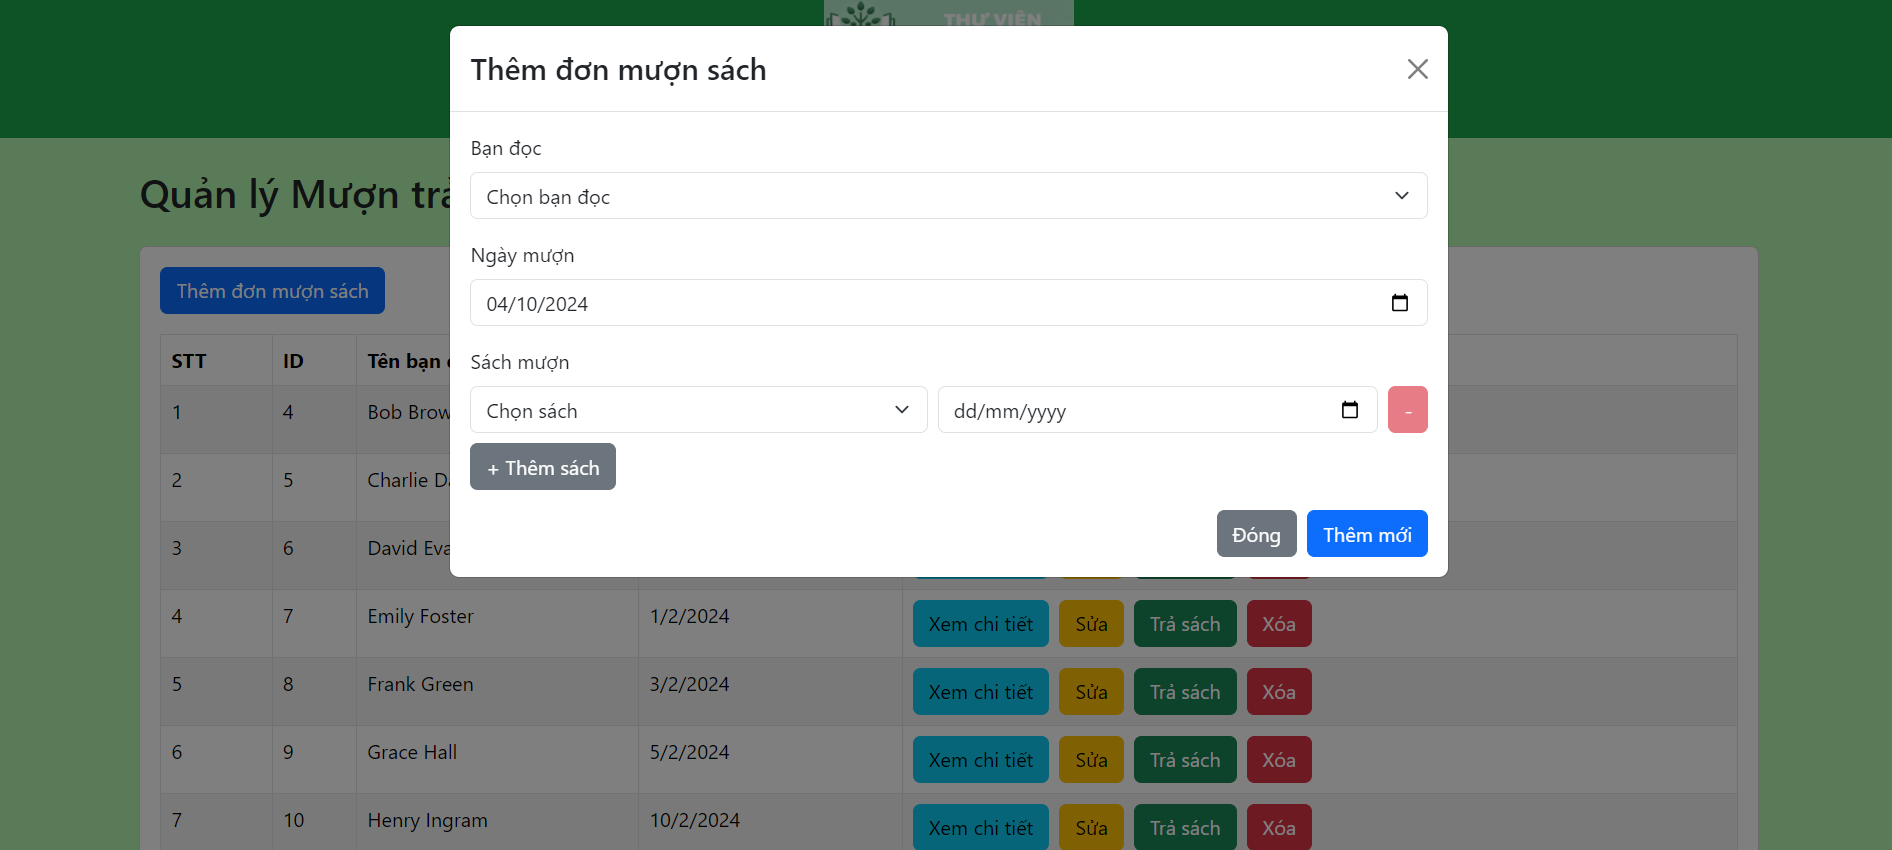 THƯ VIỆN
Thêm đơn mượn sách
Bạn đọc
Chọn bạn đọc
Quản lý Mượn trả
Ngày mượn
04/10/2024
Thêm đơn mượn sách
Sách mượn
STT ID Tên bạn
Chọn sách dd/mm/yyyy -
1 4 Bob Brow
+ Thêm sách
2 5 Charlie
3 6 David Eva
Đóng Thêm mới
4 7 Emily Foster 1/2/2024 Xem chi tiết Sửa Trả sách Xóa
5 8 Frank Green 3/2/2024 Xem chi tiết Sửa Trả sách Xóa
6 9 Grace Hall 5/2/2024 Xem chi tiết Sửa Trả sách Xóa
7 10 Henry Ingram 10/2/2024 Xem chi tiết Sửa Trả sách Xóa